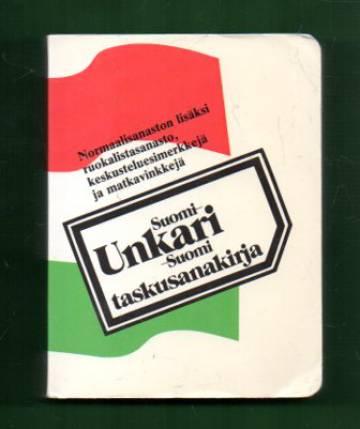 Normaalisanaston lisäksi
ruokalistasanasto,
keskusteluesimerkkejä
ja matkavinkkejä
Suomi-
Unkari
-Suomi
taskusanakirja